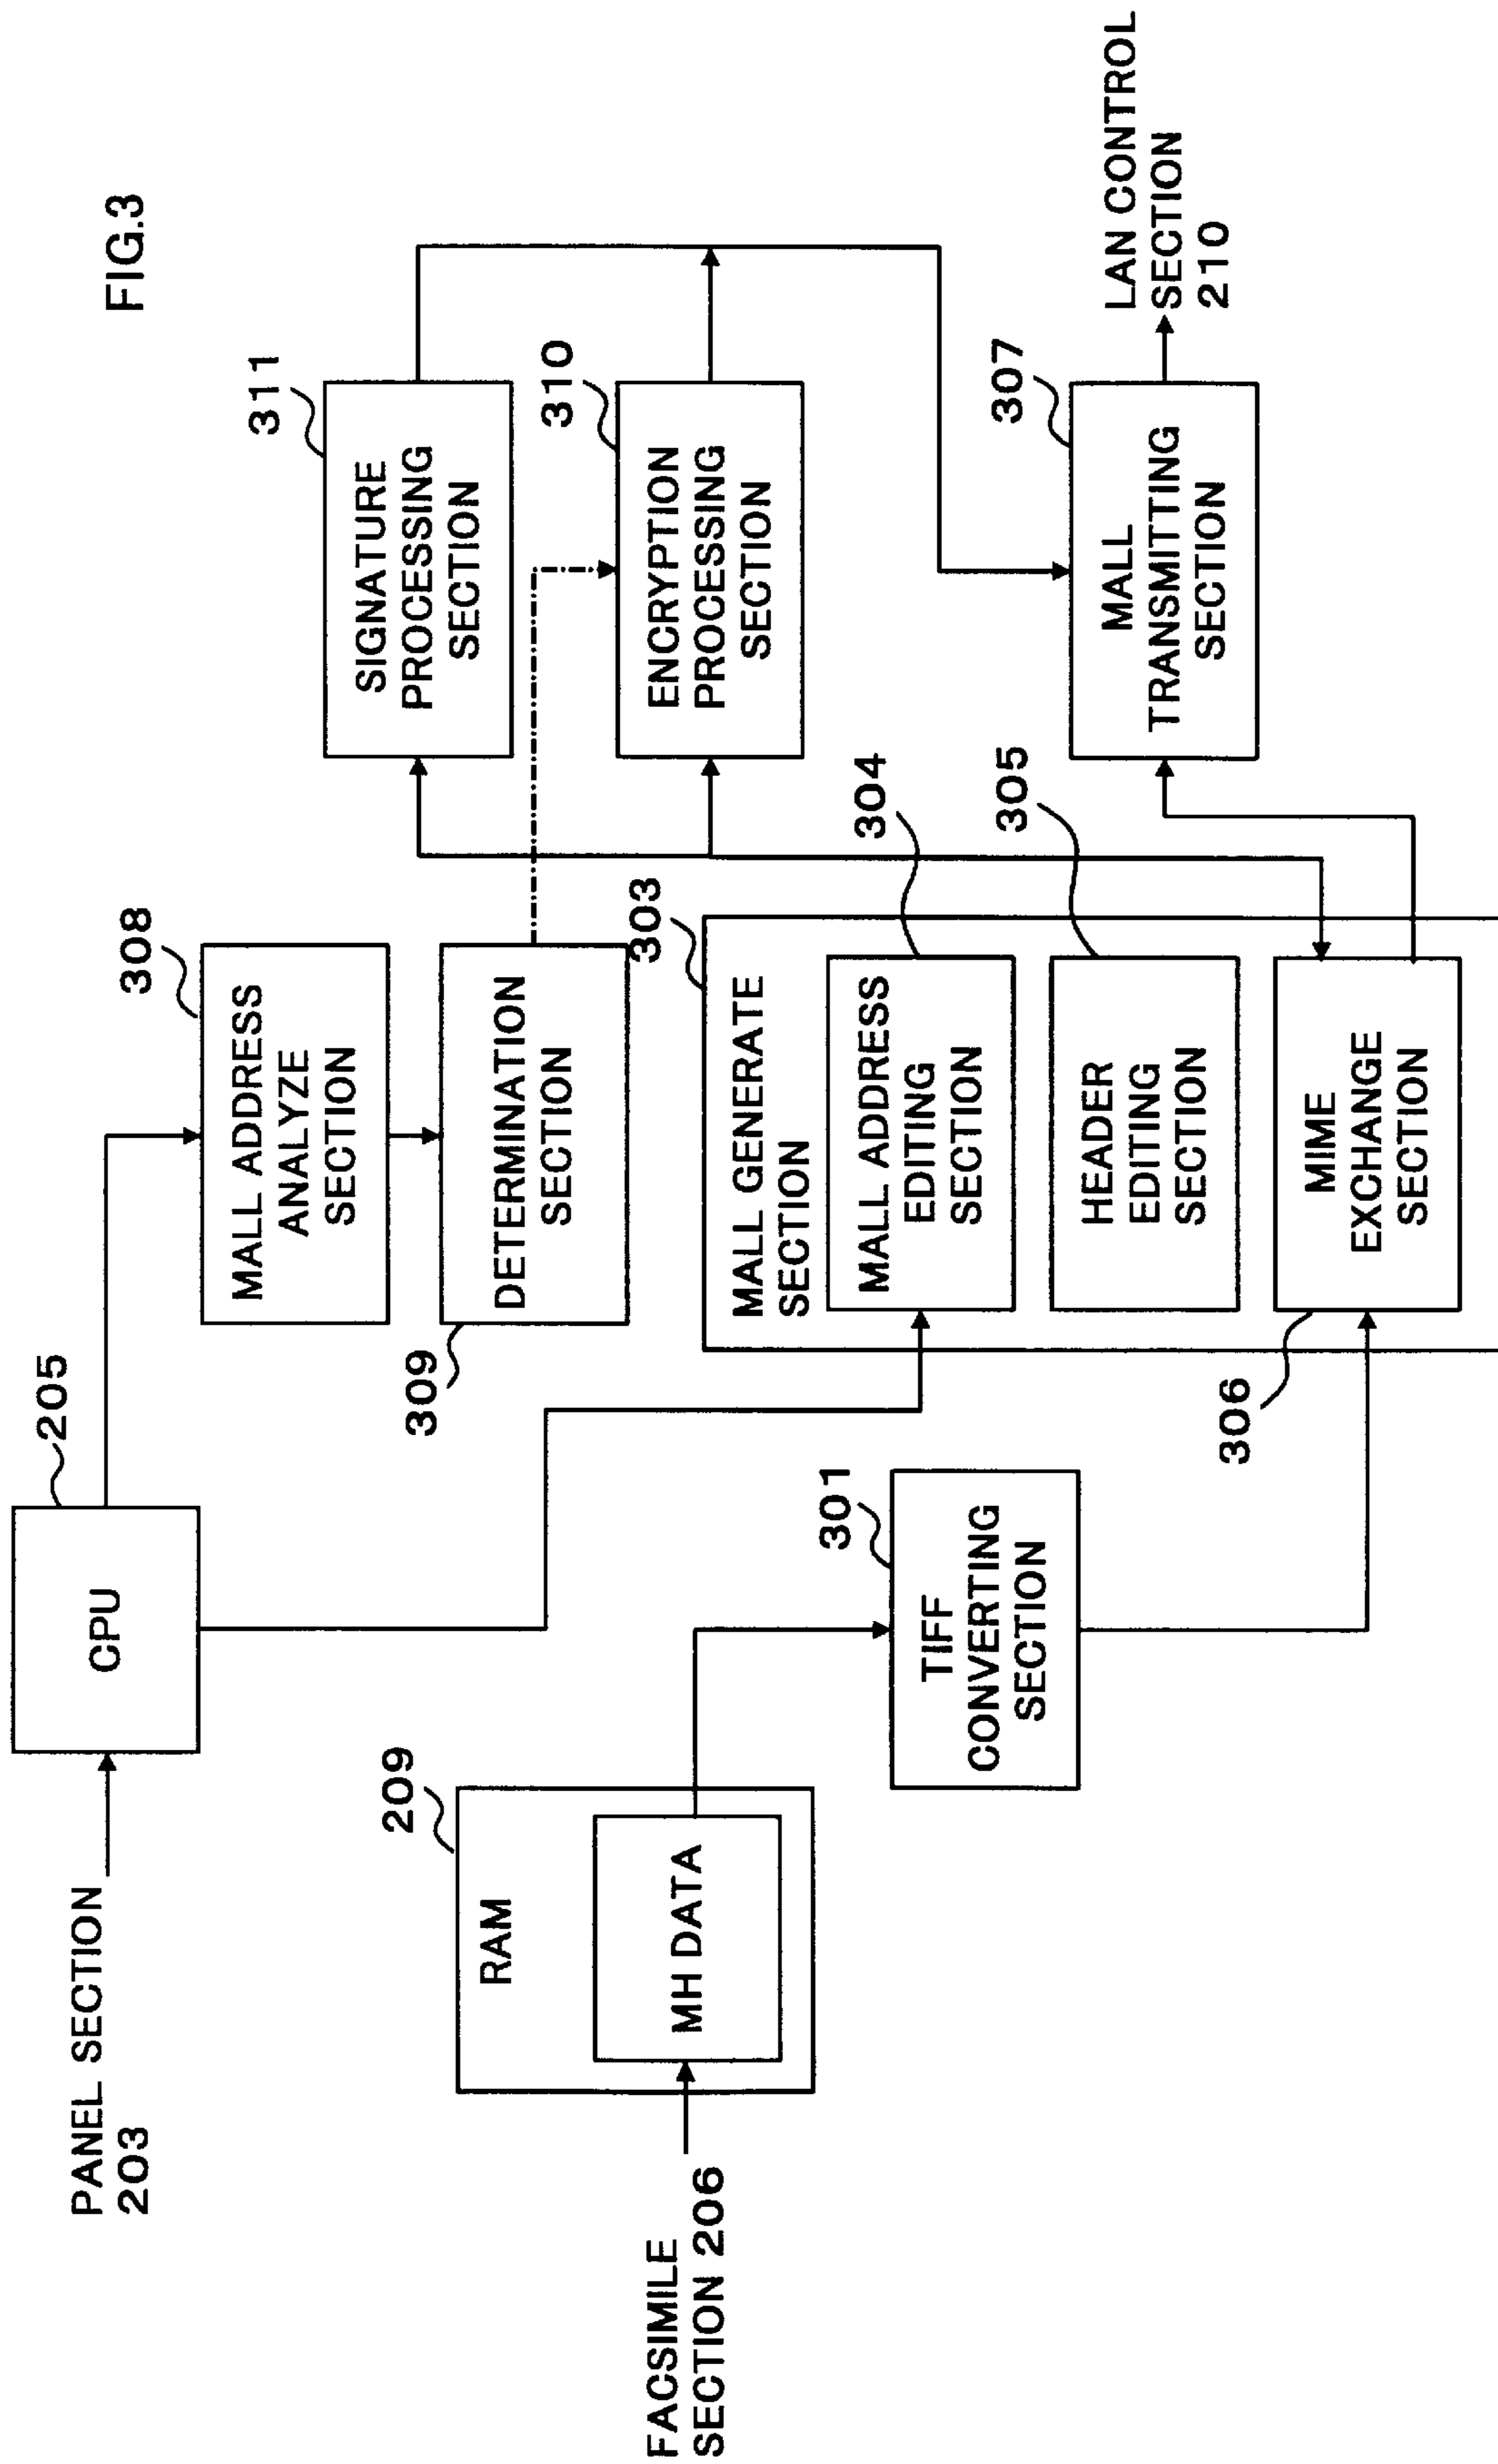 FIG.3
PANEL SECTION
203
CPU
205
MALL ADDRESS
ANALYZE
SECTION
308
DETERMINATION
SECTION
309
SIGNATURE
PROCESSING
SECTION
311
ENCRYPTION
PROCESSING
SECTION
310
RAM
209
MH DATA
FACSIMILE
SECTION 206
TIFF
CONVERTING
SECTION
301
MALL GENERATE
SECTION
303
MALL ADDRESS
EDITING
SECTION
304
HEADER
EDITING
SECTION
305
MIME
EXCHANGE
SECTION
306
MALL
TRANSMITTING
SECTION
307
LAN CONTROL
SECTION
210